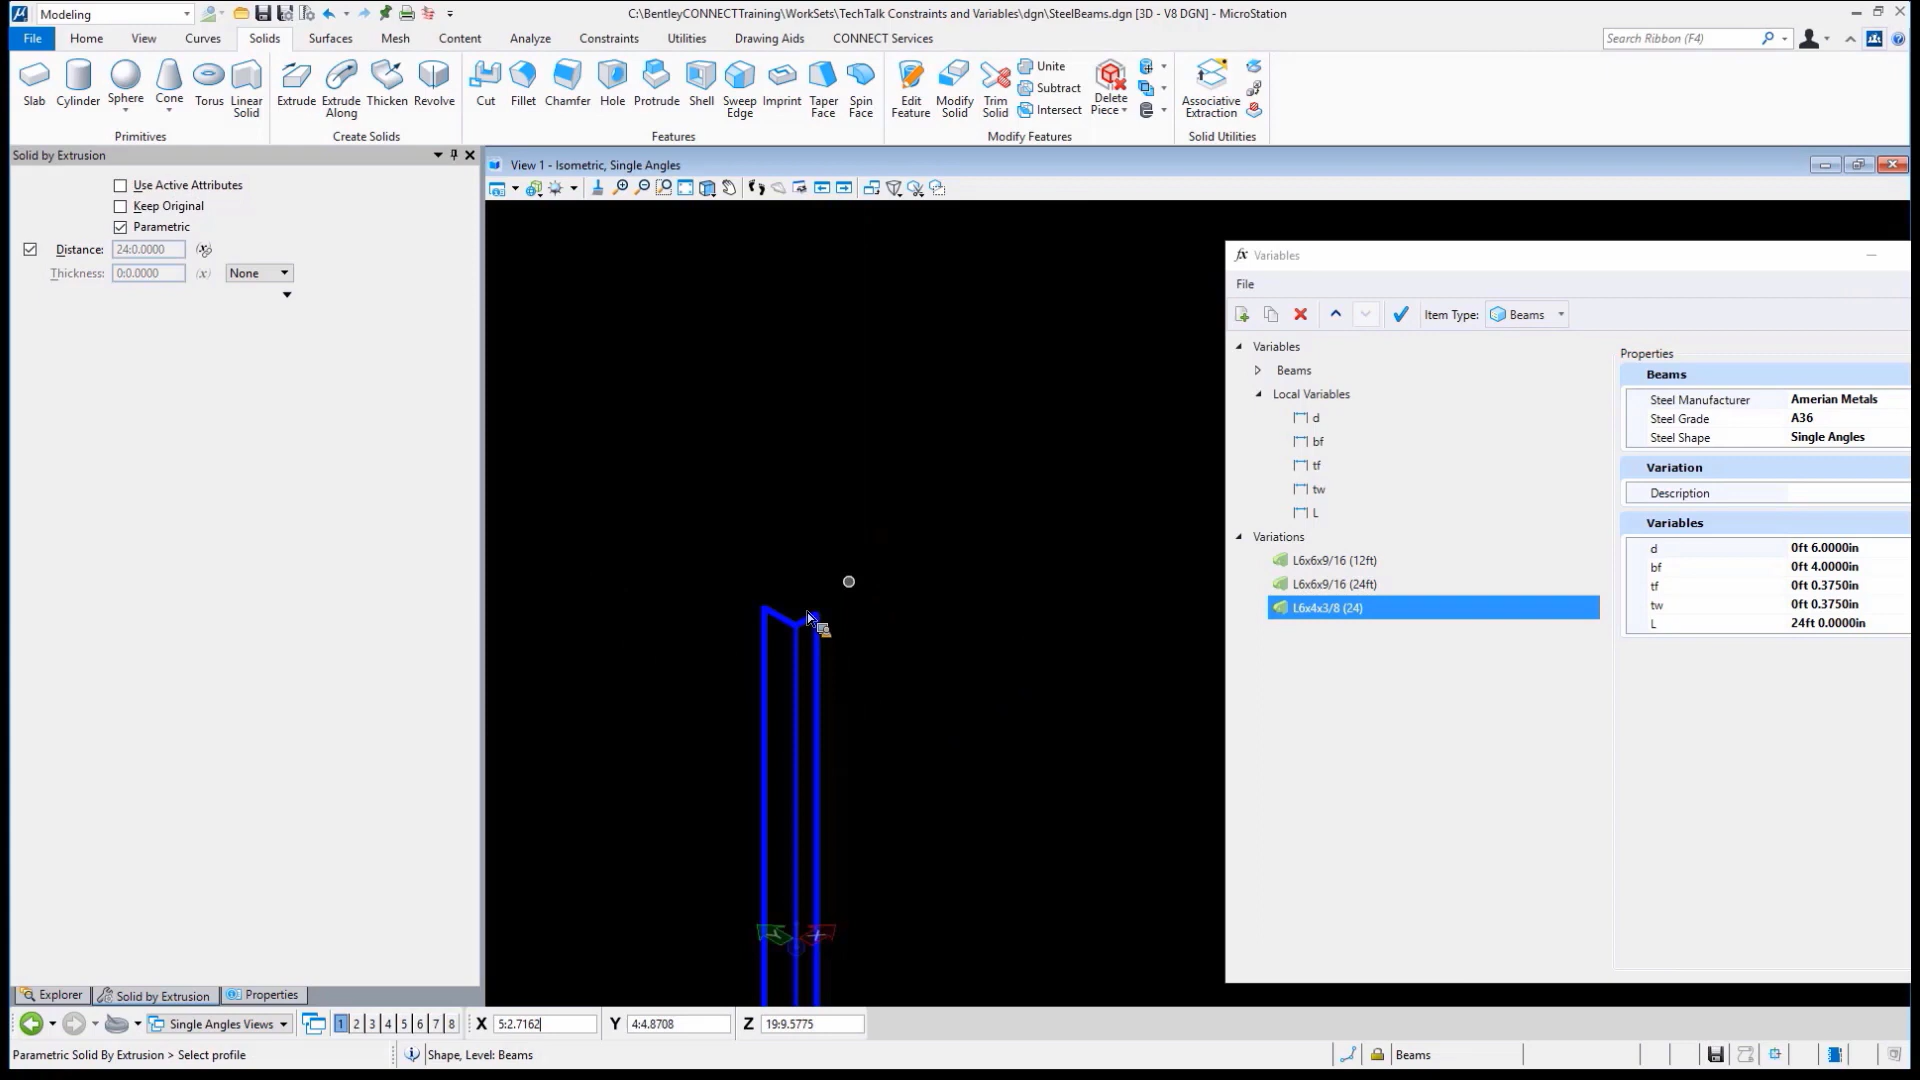 Modeling
C:\BentleyCONNECTTraining\WorkSets\TechTalk Constraints and Variables\dgn\SteelBeams.dgn [3D - V8 DGN] - MicroStation
File Home View Curves Solids Surfaces Mesh Content Analyze Constraints Utilities Drawing Aids CONNECT Services
Search Ribbon (F4)
Slab Cylinder Sphere Cone Torus Linear Solid
Primitives
Extrude Extrude Along Thicken Revolve
Create Solids
Cut Fillet Chamfer Hole Protrude Shell Sweep Edge Imprint Taper Face Spin Face
Features
Edit Feature Modify Solid Trim Solid Unite Subtract Intersect Delete Piece
Modify Features
Associative Extraction
Solid Utilities
Solid by Extrusion
Use Active Attributes
Keep Original
Parametric
Distance: 24:0.0000
Thickness: 0:0.0000 (x) None
View 1 - Isometric, Single Angles
fx Variables
File
Item Type: Beams
Variables
Beams
Local Variables
d
bf
tf
tw
L
Variations
L6x6x9/16 (12ft)
L6x6x9/16 (24ft)
L6x4x3/8 (24)
Properties
Beams
Steel Manufacturer Amerian Metals
Steel Grade A36
Steel Shape Single Angles
Variation
Description
Variables
d 0ft 6.0000in
bf 0ft 4.0000in
tf 0ft 0.3750in
tw 0ft 0.3750in
L 24ft 0.0000in
Explorer Solid by Extrusion Properties
Single Angles Views 1 2 3 4 5 6 7 8 X 5:2.7162 Y 4:4.8708 Z 19:9.5775
Parametric Solid By Extrusion > Select profile Shape, Level: Beams Beams